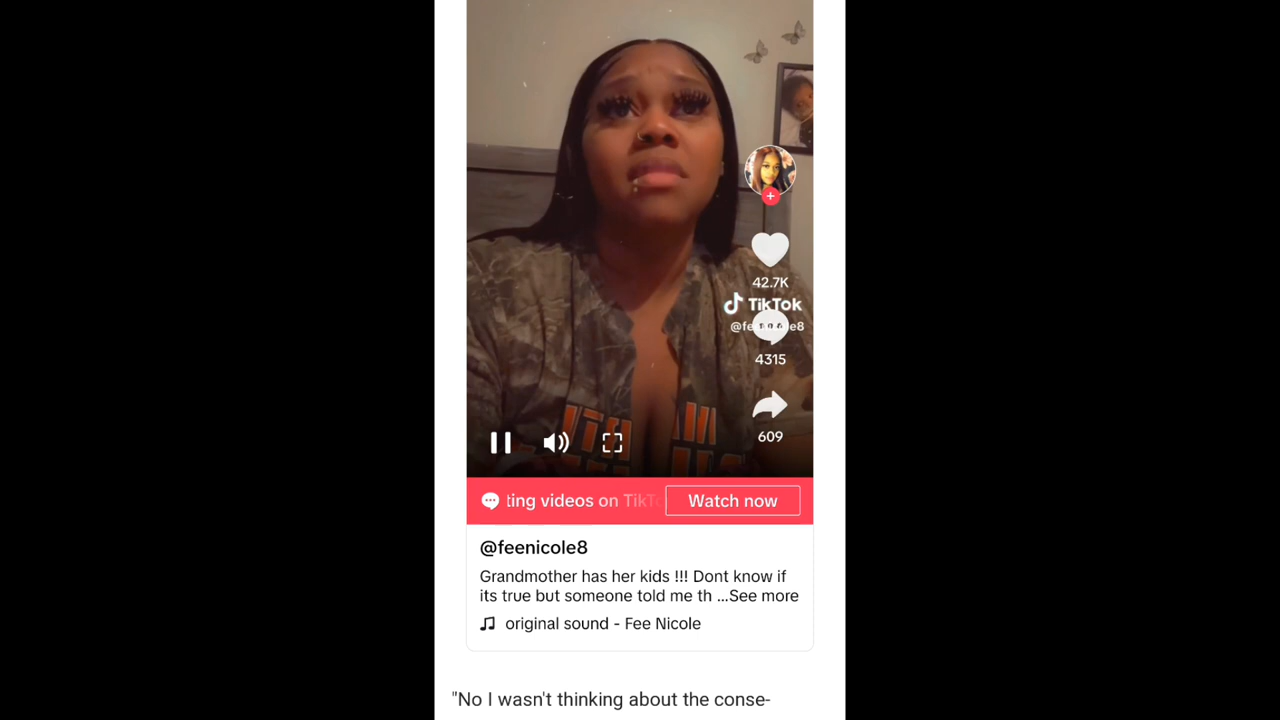 42.7K
TikTok
4315
609
ting videos on
Watch now
@feenicole8
Grandmother has her kids !!! Dont know if
its true but someone told me th ...See more
original sound - Fee Nicole
"No I wasn't thinking about the conse-